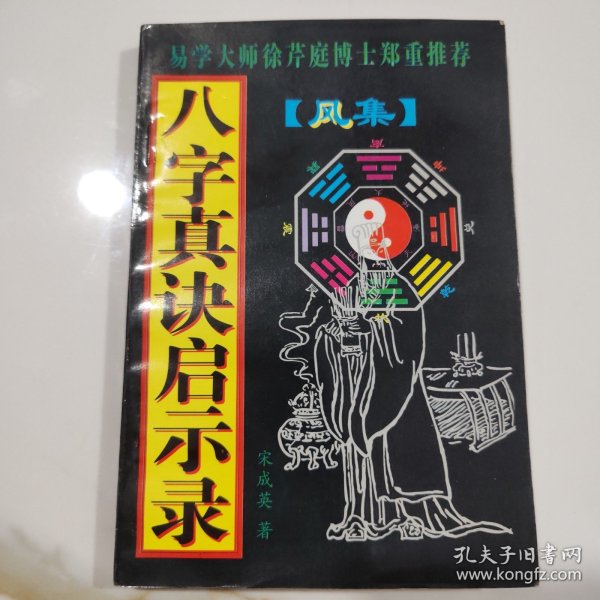 易学大师徐芹庭博士郑重推荐
【风集】
八字真诀启示录
宋成英 著
孔夫子旧书网
www.kongfz.com